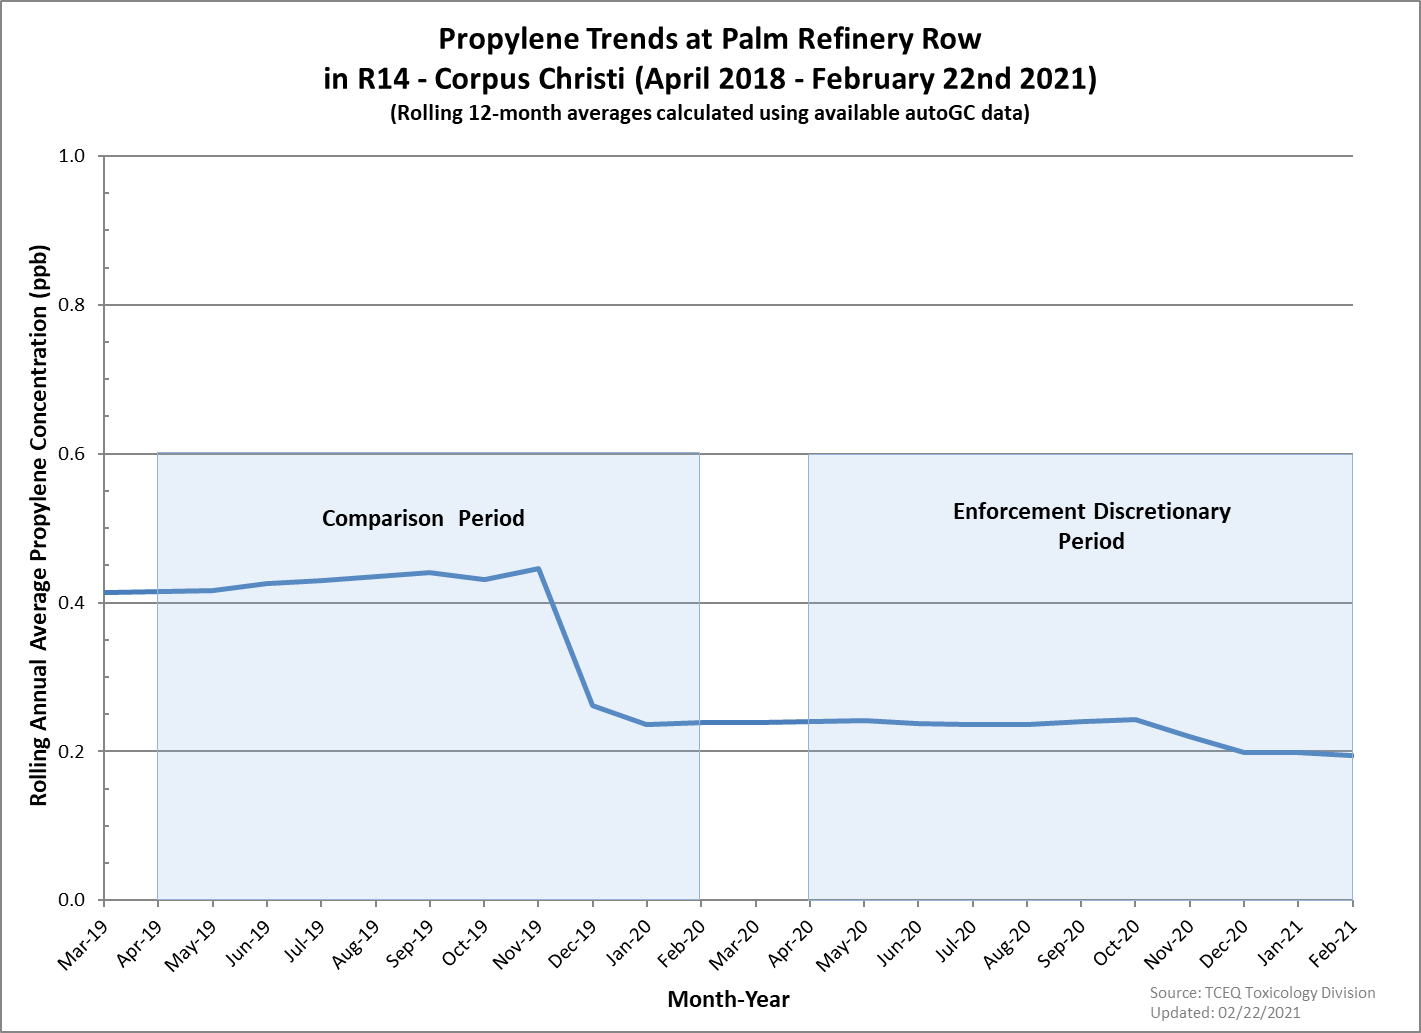 Propylene Trends at Palm Refinery Row
in R14 - Corpus Christi (April 2018 - February 22nd 2021)
(Rolling 12-month averages calculated using available autoGC data)
Rolling Annual Average Propylene Concentration (ppb)
1.0
0.8
0.6
0.4
0.2
0.0
Comparison Period
Enforcement Discretionary
Period
Mar-19
Apr-19
May-19
Jun-19
Jul-19
Aug-19
Sep-19
Oct-19
Nov-19
Dec-19
Jan-20
Feb-20
Mar-20
Apr-20
May-20
Jun-20
Jul-20
Aug-20
Sep-20
Oct-20
Nov-20
Dec-20
Jan-21
Feb-21
Month-Year
Source: TCEQ Toxicology Division
Updated: 02/22/2021